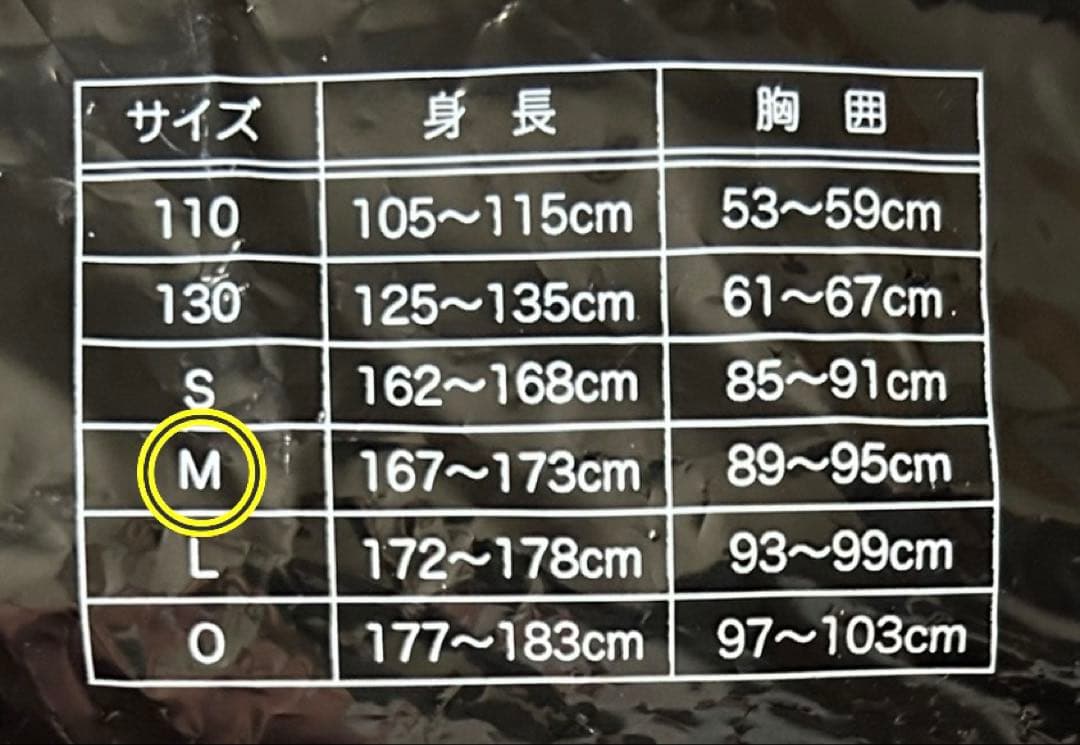 サイズ 身長 胸囲
110 105～115cm 53～59cm
130 125～135cm 61～67cm
S 162～168cm 85～91cm
M 167～173cm 89～95cm
L 172～178cm 93～99cm
O 177～183cm 97～103cm